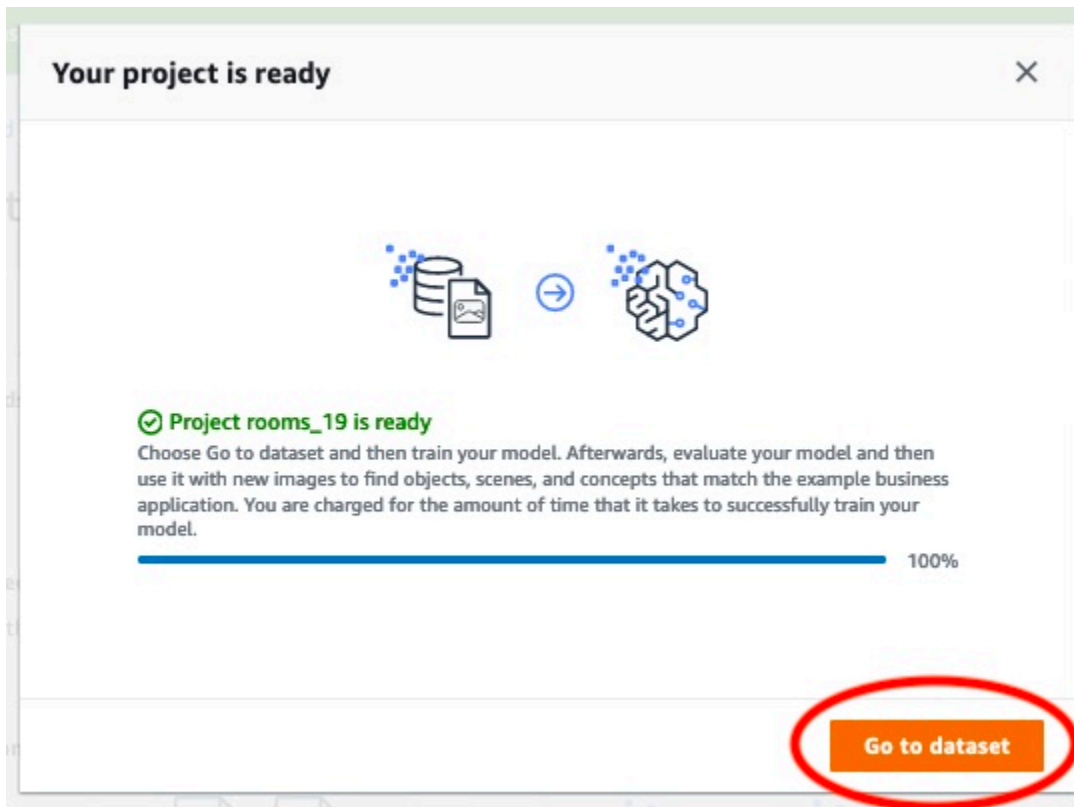 Your project is ready
Project rooms_19 is ready
Choose Go to dataset and then train your model. Afterwards, evaluate your model and then
use it with new images to find objects, scenes, and concepts that match the example business
application. You are charged for the amount of time that it takes to successfully train your
model.
100%
Go to dataset